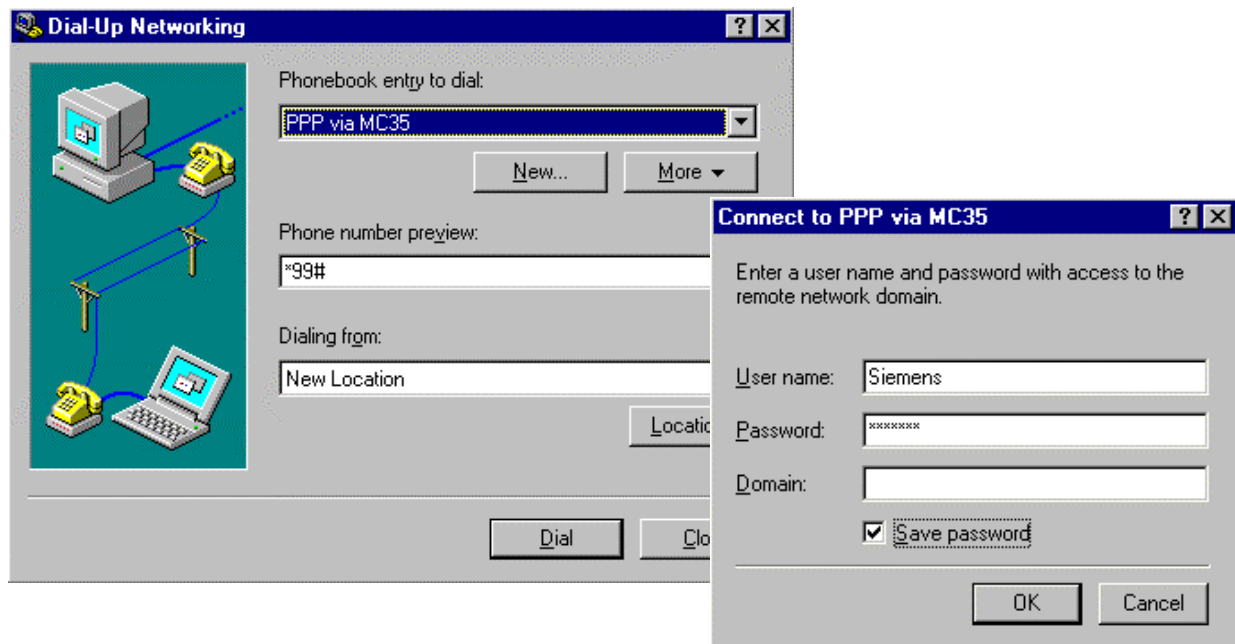 Dial-Up Networking
Phonebook entry to dial:
PPP via MC35
New...
More
Phone number preview:
*99#
Dialing from:
New Location
Locatio
Dial
Clo
Connect to PPP via MC35
Enter a user name and password with access to the
remote network domain.
User name:
Siemens
Password:
*******
Domain:
Save password
OK
Cancel